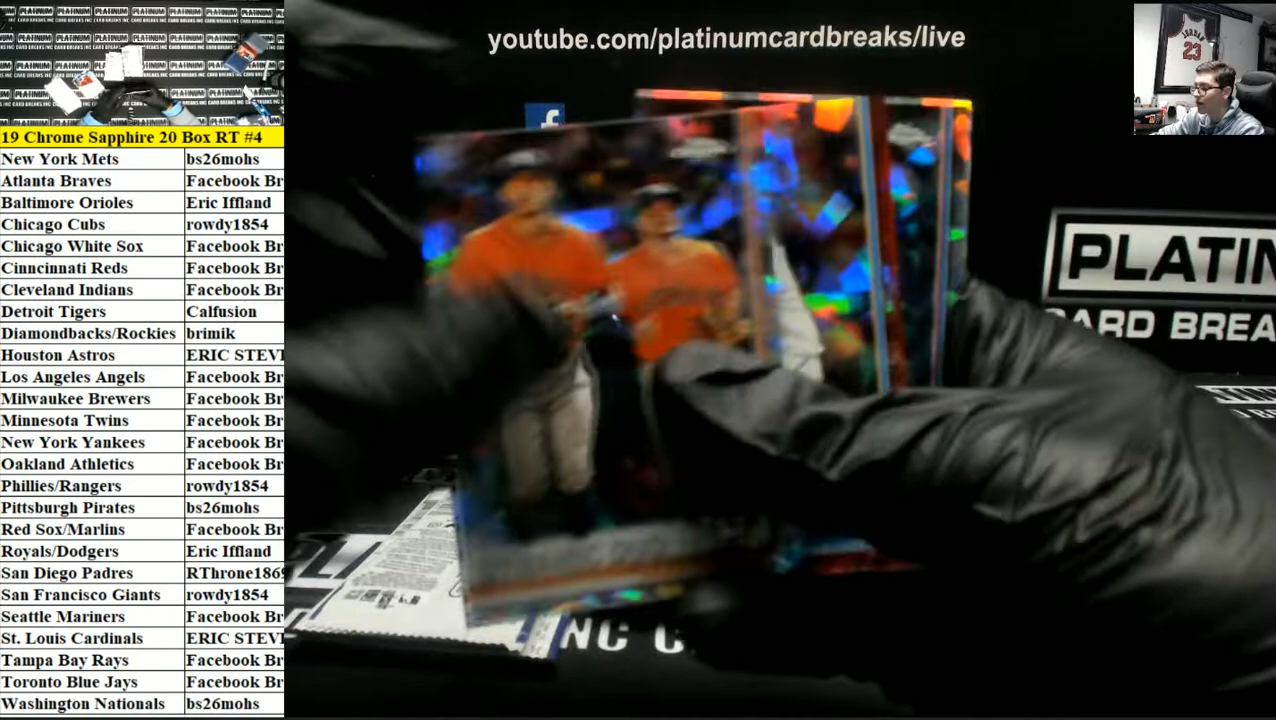 youtube.com/platinumcardbreaks/live
19 Chrome Sapphire 20 Box RT #4
New York Mets bs26mohs
Atlanta Braves Facebook Br
Baltimore Orioles Eric Iffland
Chicago Cubs rowdy1854
Chicago White Sox Facebook Br
Cinncinnati Reds Facebook Br
Cleveland Indians Facebook Br
Detroit Tigers Calfusion
Diamondbacks/Rockies brimik
Houston Astros ERIC STEVE
Los Angeles Angels Facebook Br
Milwaukee Brewers Facebook Br
Minnesota Twins Facebook Br
New York Yankees Facebook Br
Oakland Athletics Facebook Br
Phillies/Rangers rowdy1854
Pittsburgh Pirates bs26mohs
Red Sox/Marlins Facebook Br
Royals/Dodgers Eric Iffland
San Diego Padres RThrone1869
San Francisco Giants rowdy1854
Seattle Mariners Facebook Br
St. Louis Cardinals ERIC STEVE
Tampa Bay Rays Facebook Br
Toronto Blue Jays Facebook Br
Washington Nationals bs26mohs
PLATIN
CARD BREA
NC C
JORDAN
23